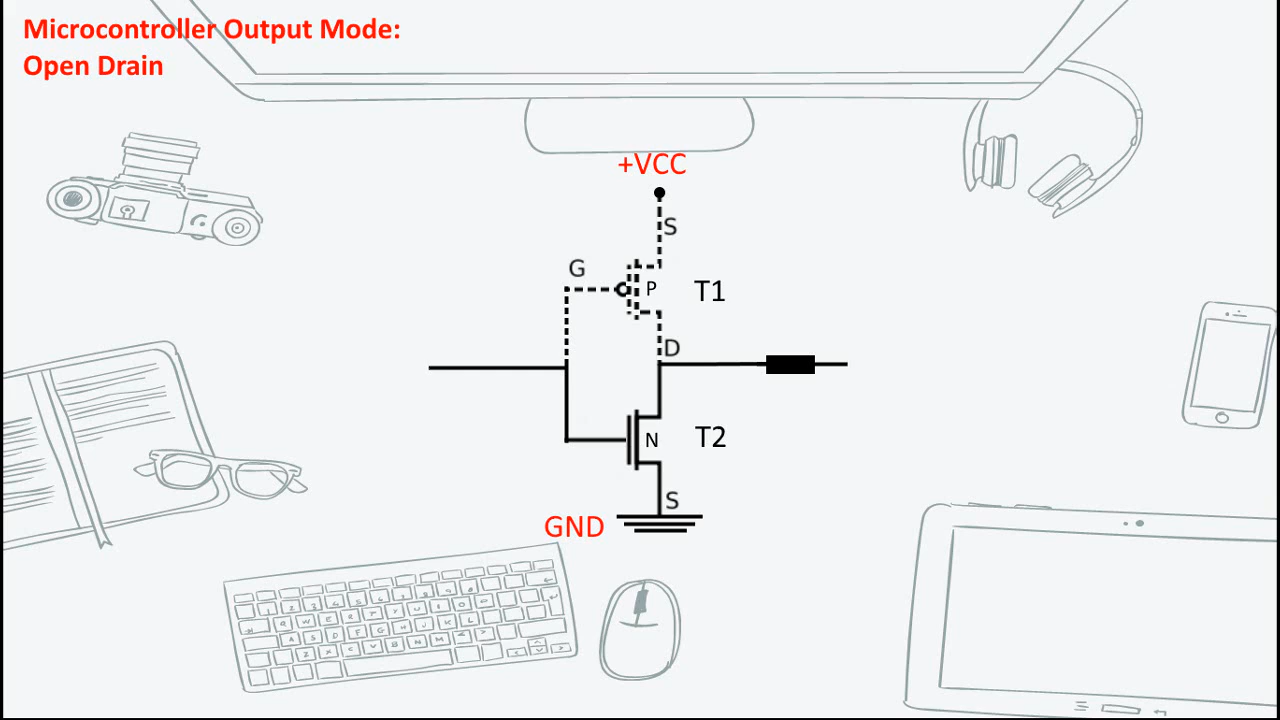 Microcontroller Output Mode:
Open Drain
+VCC
S
G
P
T1
D
N
T2
S
GND